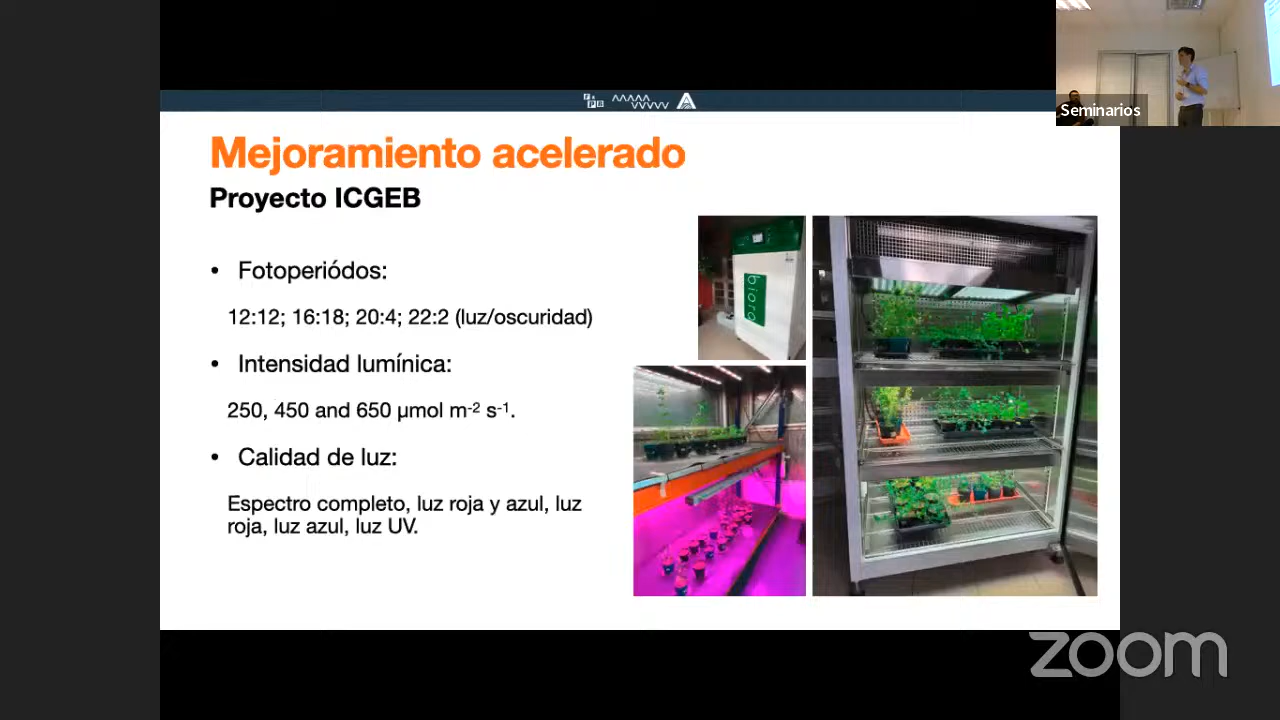 Seminarios
Mejoramiento acelerado
Proyecto ICGEB
• Fotoperiódos:
12:12; 16:18; 20:4; 22:2 (luz/oscuridad)
• Intensidad lumínica:
250, 450 and 650 µmol m-2 s-1.
• Calidad de luz:
Espectro completo, luz roja y azul, luz
roja, luz azul, luz UV.
zoom